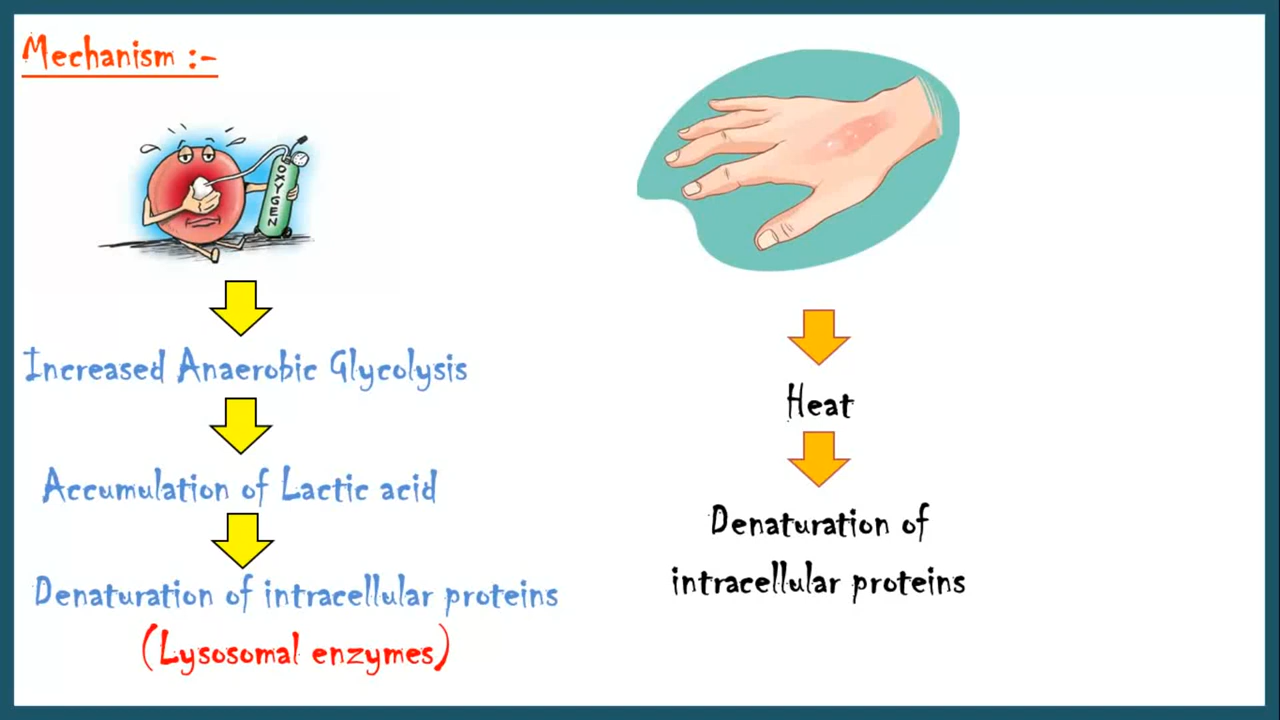 Mechanism :-
OXYGEN
Increased Anaerobic Glycolysis
Accumulation of Lactic acid
Denaturation of intracellular proteins
(Lysosomal enzymes)
Heat
Denaturation of
intracellular proteins